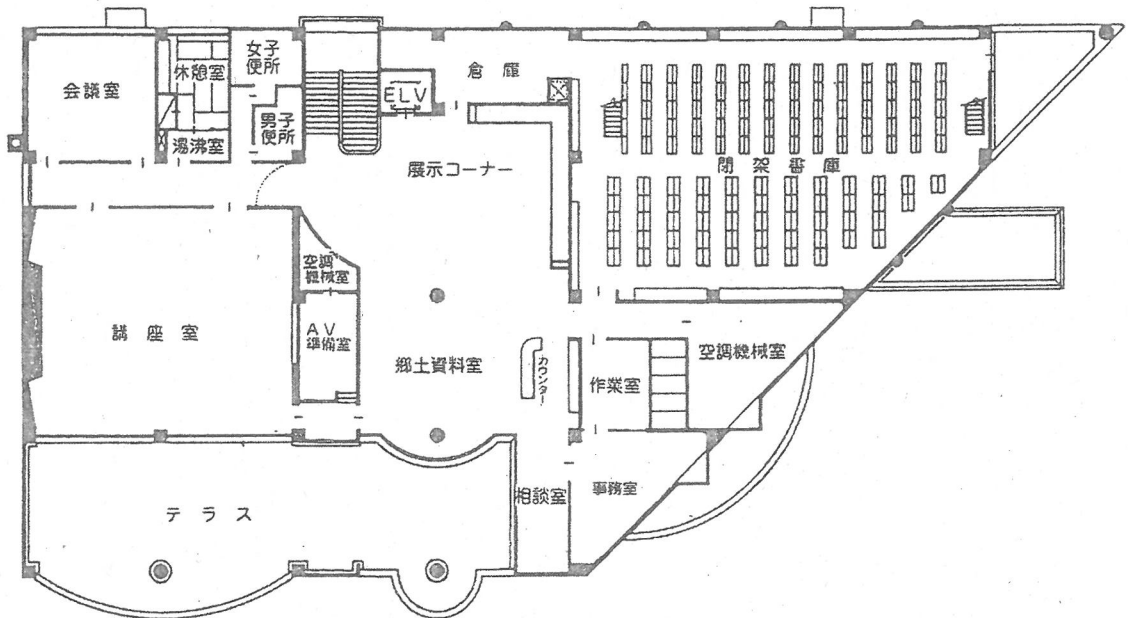 女子
便所
休憩室
会議室
倉庫
ELV
男子
便所
湯沸室
展示コーナー
閉架書庫
空調
機械室
講座室
AV
準備室
郷土資料室
カウンター
作業室
空調機械室
相談室
事務室
テラス